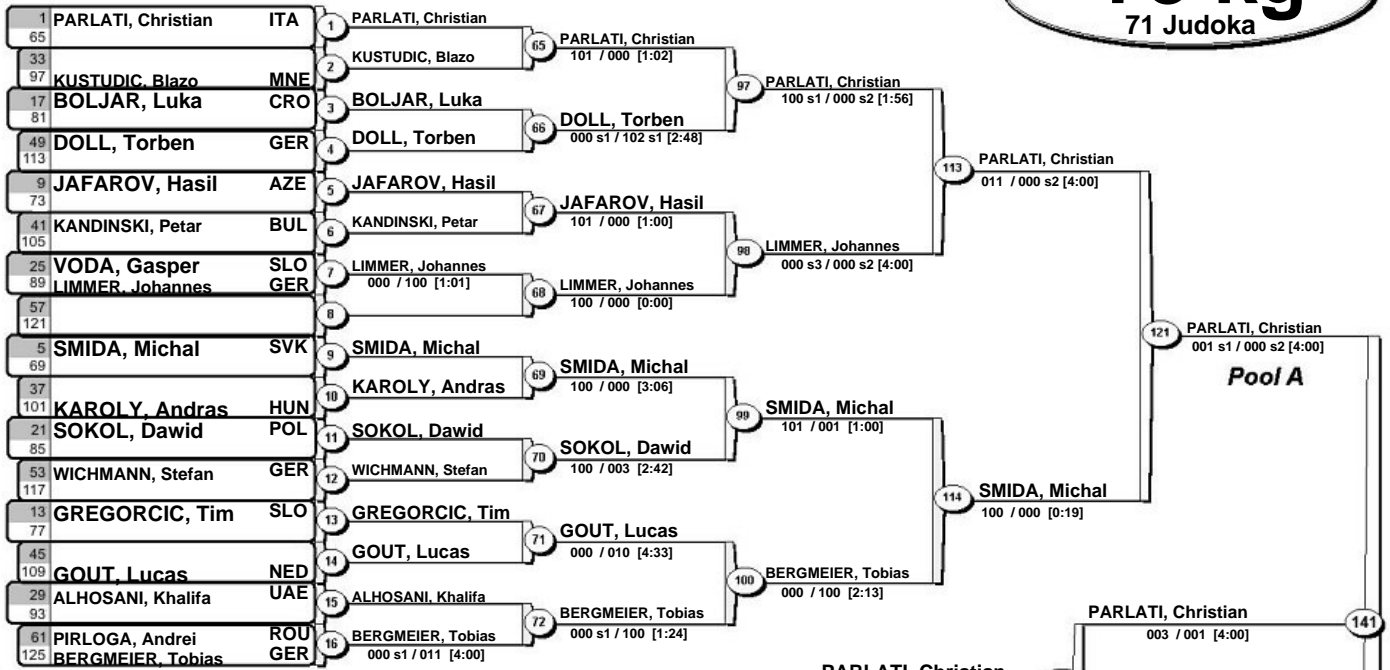 71 Judoka
1 PARLATI, Christian ITA
65
33
97 KUSTUDIC, Blazo MNE
17 BOLJAR, Luka CRO
81
49 DOLL, Torben GER
113
9 JAFAROV, Hasil AZE
73
41 KANDINSKI, Petar BUL
105
25 VODA, Gasper SLO
89 LIMMER, Johannes GER
57
121
5 SMIDA, Michal SVK
69
37
101 KAROLY, Andras HUN
21 SOKOL, Dawid POL
85
53 WICHMANN, Stefan GER
117
13 GREGORCIC, Tim SLO
77
45
109 GOUT, Lucas NED
29 ALHOSANI, Khalifa UAE
93
61 PIRLOGA, Andrei ROU
125 BERGMEIER, Tobias GER
1 PARLATI, Christian
2 KUSTUDIC, Blazo
3 BOLJAR, Luka
4 DOLL, Torben
5 JAFAROV, Hasil
6 KANDINSKI, Petar
7 LIMMER, Johannes
000 / 100 [1:01]
8
9 SMIDA, Michal
10 KAROLY, Andras
11 SOKOL, Dawid
12 WICHMANN, Stefan
13 GREGORCIC, Tim
14 GOUT, Lucas
15 ALHOSANI, Khalifa
16 BERGMEIER, Tobias
000 s1 / 011 [4:00]
65 PARLATI, Christian
101 / 000 [1:02]
66 DOLL, Torben
000 s1 / 102 s1 [2:48]
67 JAFAROV, Hasil
101 / 000 [1:00]
68 LIMMER, Johannes
100 / 000 [0:00]
69 SMIDA, Michal
100 / 000 [3:06]
70 SOKOL, Dawid
100 / 003 [2:42]
71 GOUT, Lucas
000 / 010 [4:33]
72 BERGMEIER, Tobias
000 s1 / 100 [1:24]
97 PARLATI, Christian
100 s1 / 000 s2 [1:56]
98 LIMMER, Johannes
000 s3 / 000 s2 [4:00]
99 SMIDA, Michal
101 / 001 [1:00]
100 BERGMEIER, Tobias
000 / 100 [2:13]
113 PARLATI, Christian
011 / 000 s2 [4:00]
114 SMIDA, Michal
100 / 000 [0:19]
121 PARLATI, Christian
001 s1 / 000 s2 [4:00]
Pool A
PARLATI, Christian 141
003 / 001 [4:00]
PARLATI, Christian